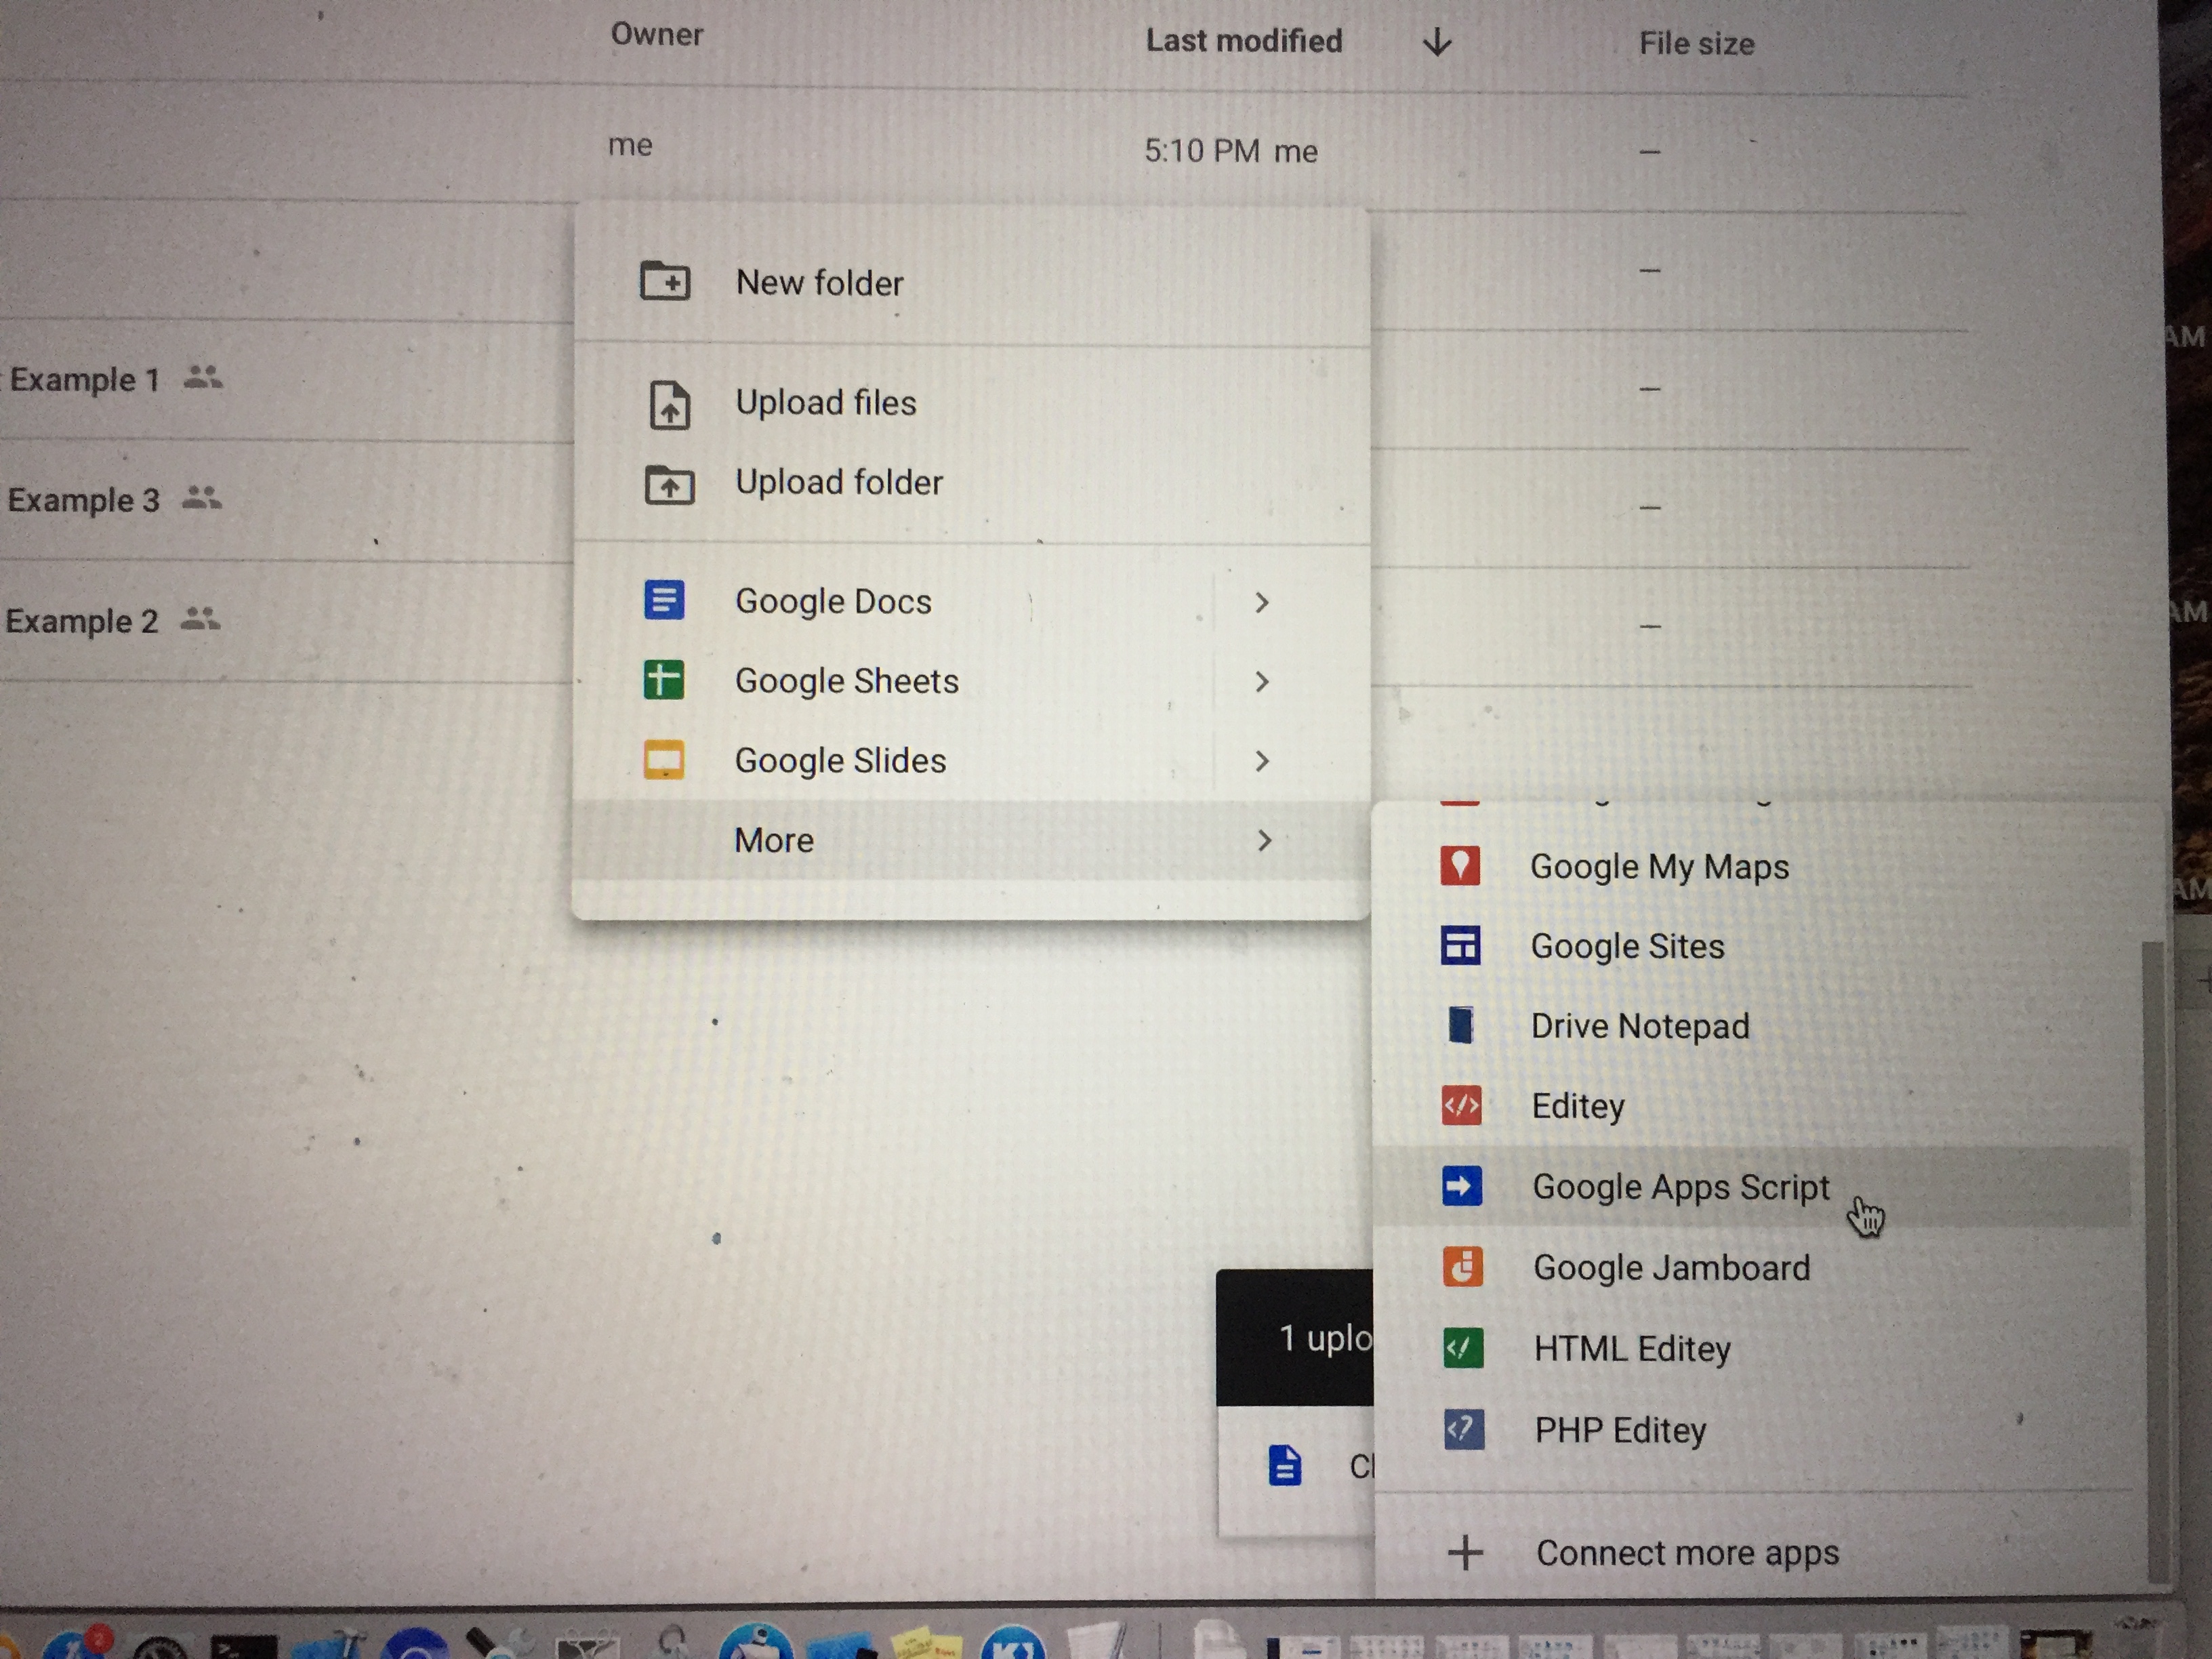 Owner
Last modified
File size
me
5:10 PM me
–
–
Example 1
–
Example 3
–
Example 2
–
New folder
Upload files
Upload folder
Google Docs
Google Sheets
Google Slides
More
Google My Maps
Google Sites
Drive Notepad
Editey
Google Apps Script
Google Jamboard
HTML Editey
PHP Editey
Connect more apps
1 uplo
AM
AM
AM
2